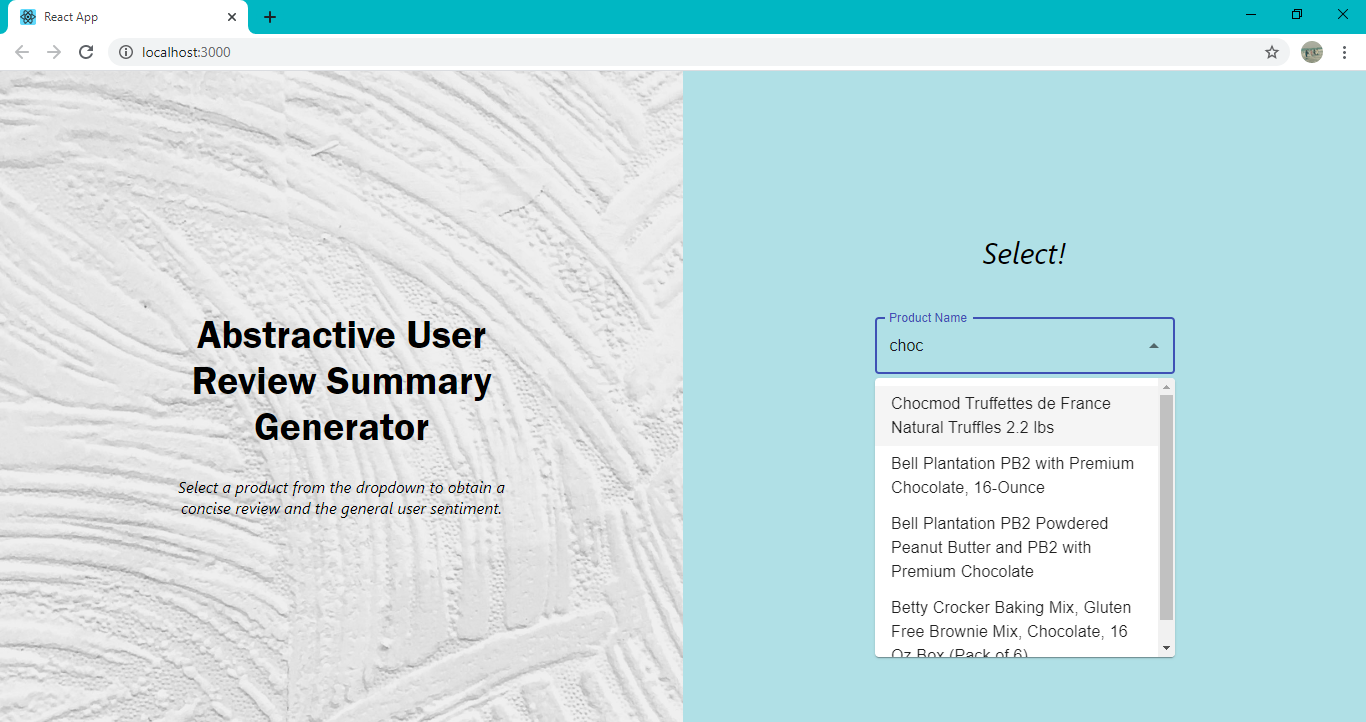 React App
localhost:3000
Abstractive User
Review Summary
Generator
Select a product from the dropdown to obtain a
concise review and the general user sentiment.
Select!
Product Name
choc
Chocmod Truffettes de France
Natural Truffles 2.2 lbs
Bell Plantation PB2 with Premium
Chocolate, 16-Ounce
Bell Plantation PB2 Powdered
Peanut Butter and PB2 with
Premium Chocolate
Betty Crocker Baking Mix, Gluten
Free Brownie Mix, Chocolate, 16
Oz Box (Pack of 6)